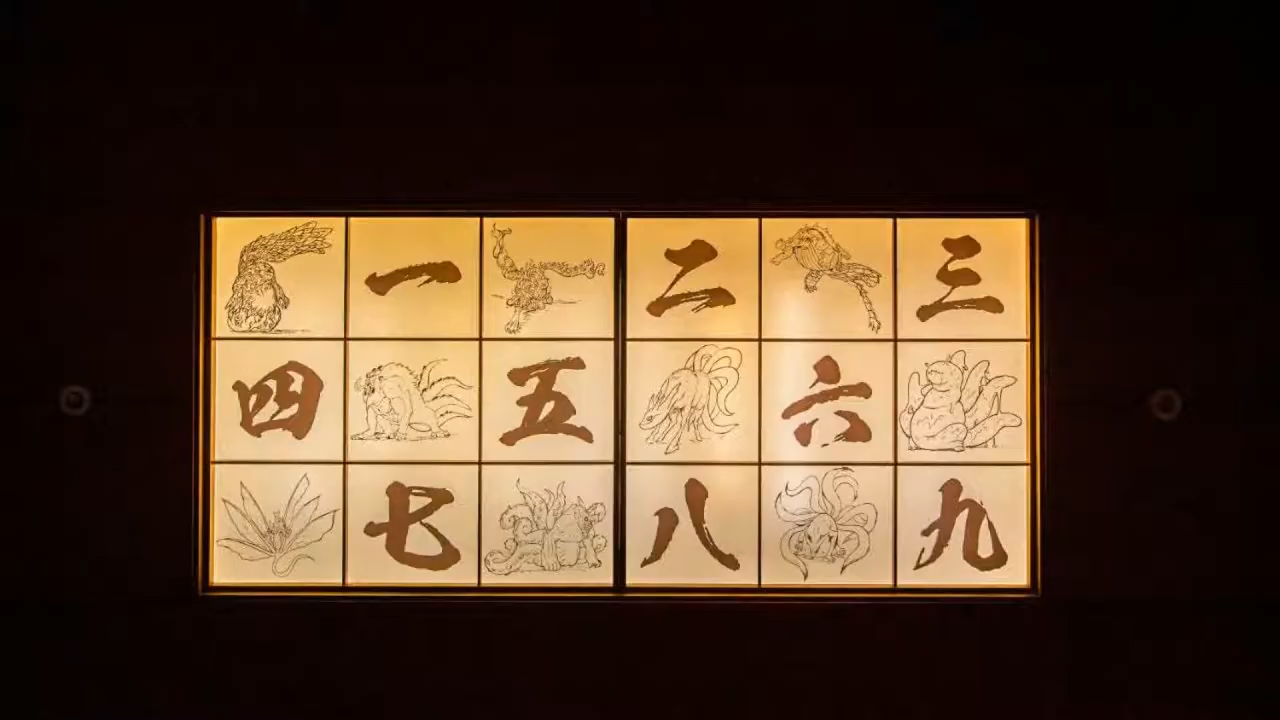 一 二 三
四 五 六
七 八 九